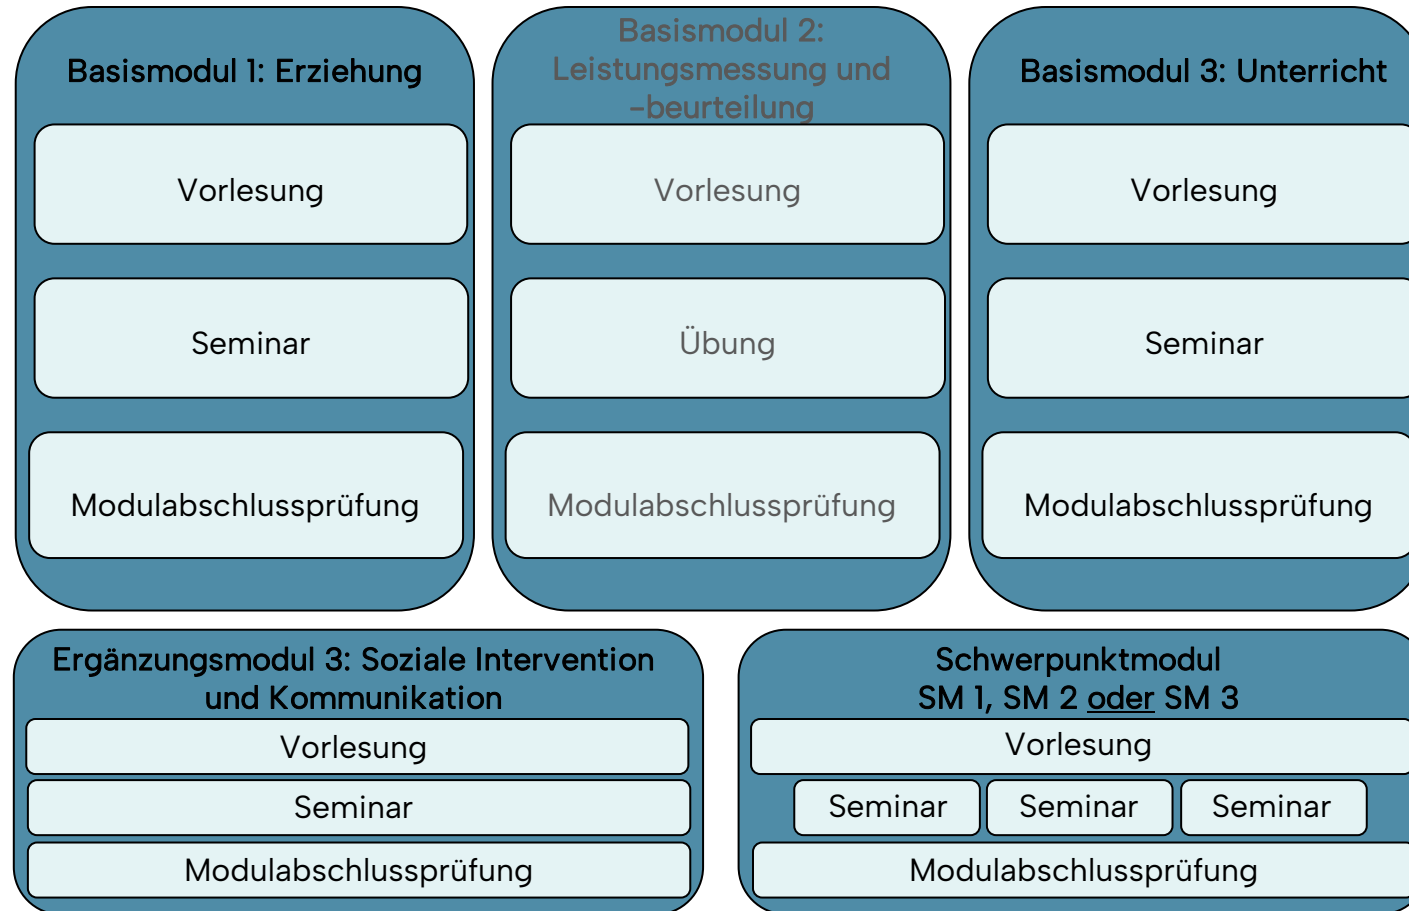 Basismodul 1: Erziehung
Vorlesung
Seminar
Modulabschlussprüfung
Basismodul 2:
Leistungsmessung und
-beurteilung
Vorlesung
Übung
Modulabschlussprüfung
Basismodul 3: Unterricht
Vorlesung
Seminar
Modulabschlussprüfung
Ergänzungsmodul 3: Soziale Intervention
und Kommunikation
Vorlesung
Seminar
Modulabschlussprüfung
Schwerpunktmodul
SM 1, SM 2 oder SM 3
Vorlesung
Seminar Seminar Seminar
Modulabschlussprüfung